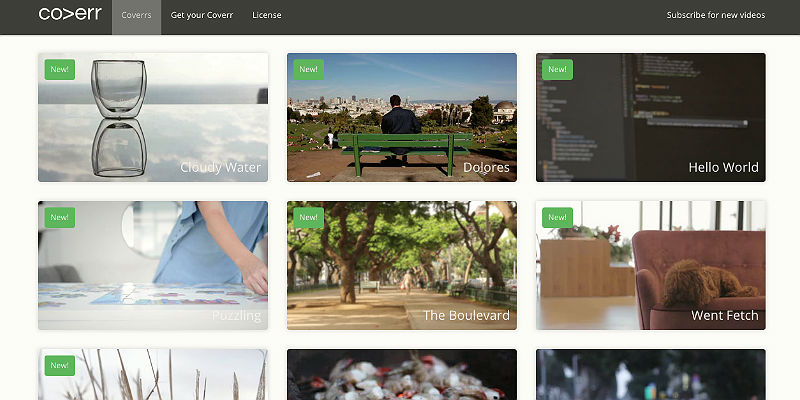 co>err
Coverrs
Get your Coverr
License
Subscribe for new videos
New!
Cloudy Water
New!
Dolores
New!
Hello World
New!
Puzzling
New!
The Boulevard
New!
Went Fetch
New!